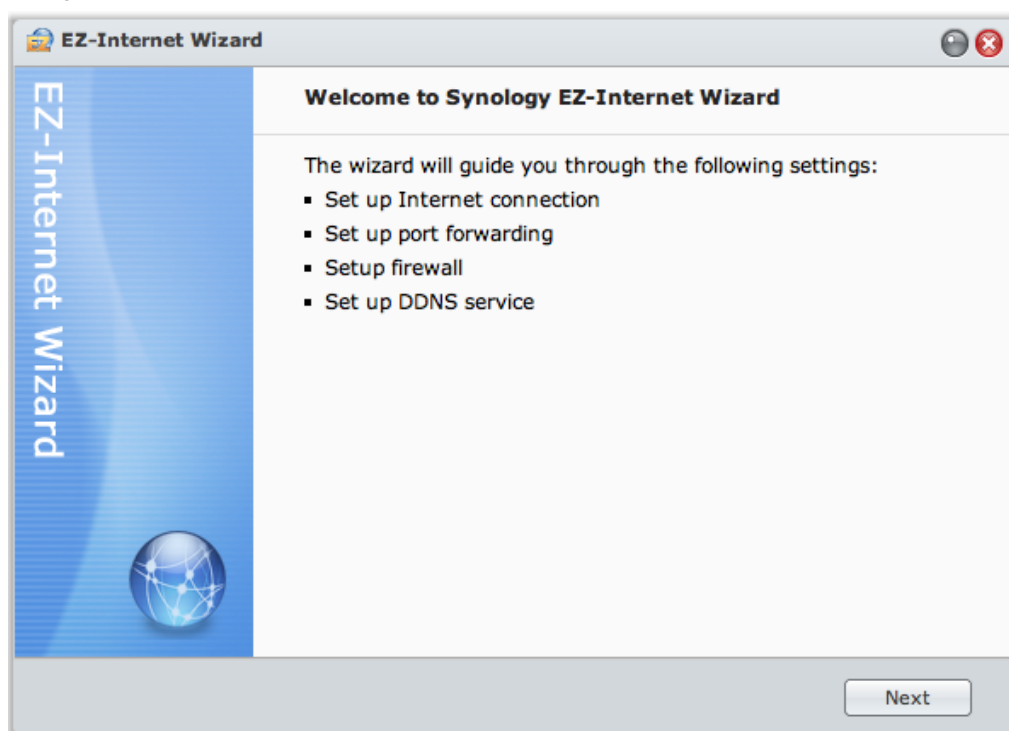 EZ-Internet Wizard
EZ-Internet Wizard
Welcome to Synology EZ-Internet Wizard
The wizard will guide you through the following settings:
▪ Set up Internet connection
▪ Set up port forwarding
▪ Setup firewall
▪ Set up DDNS service
Next